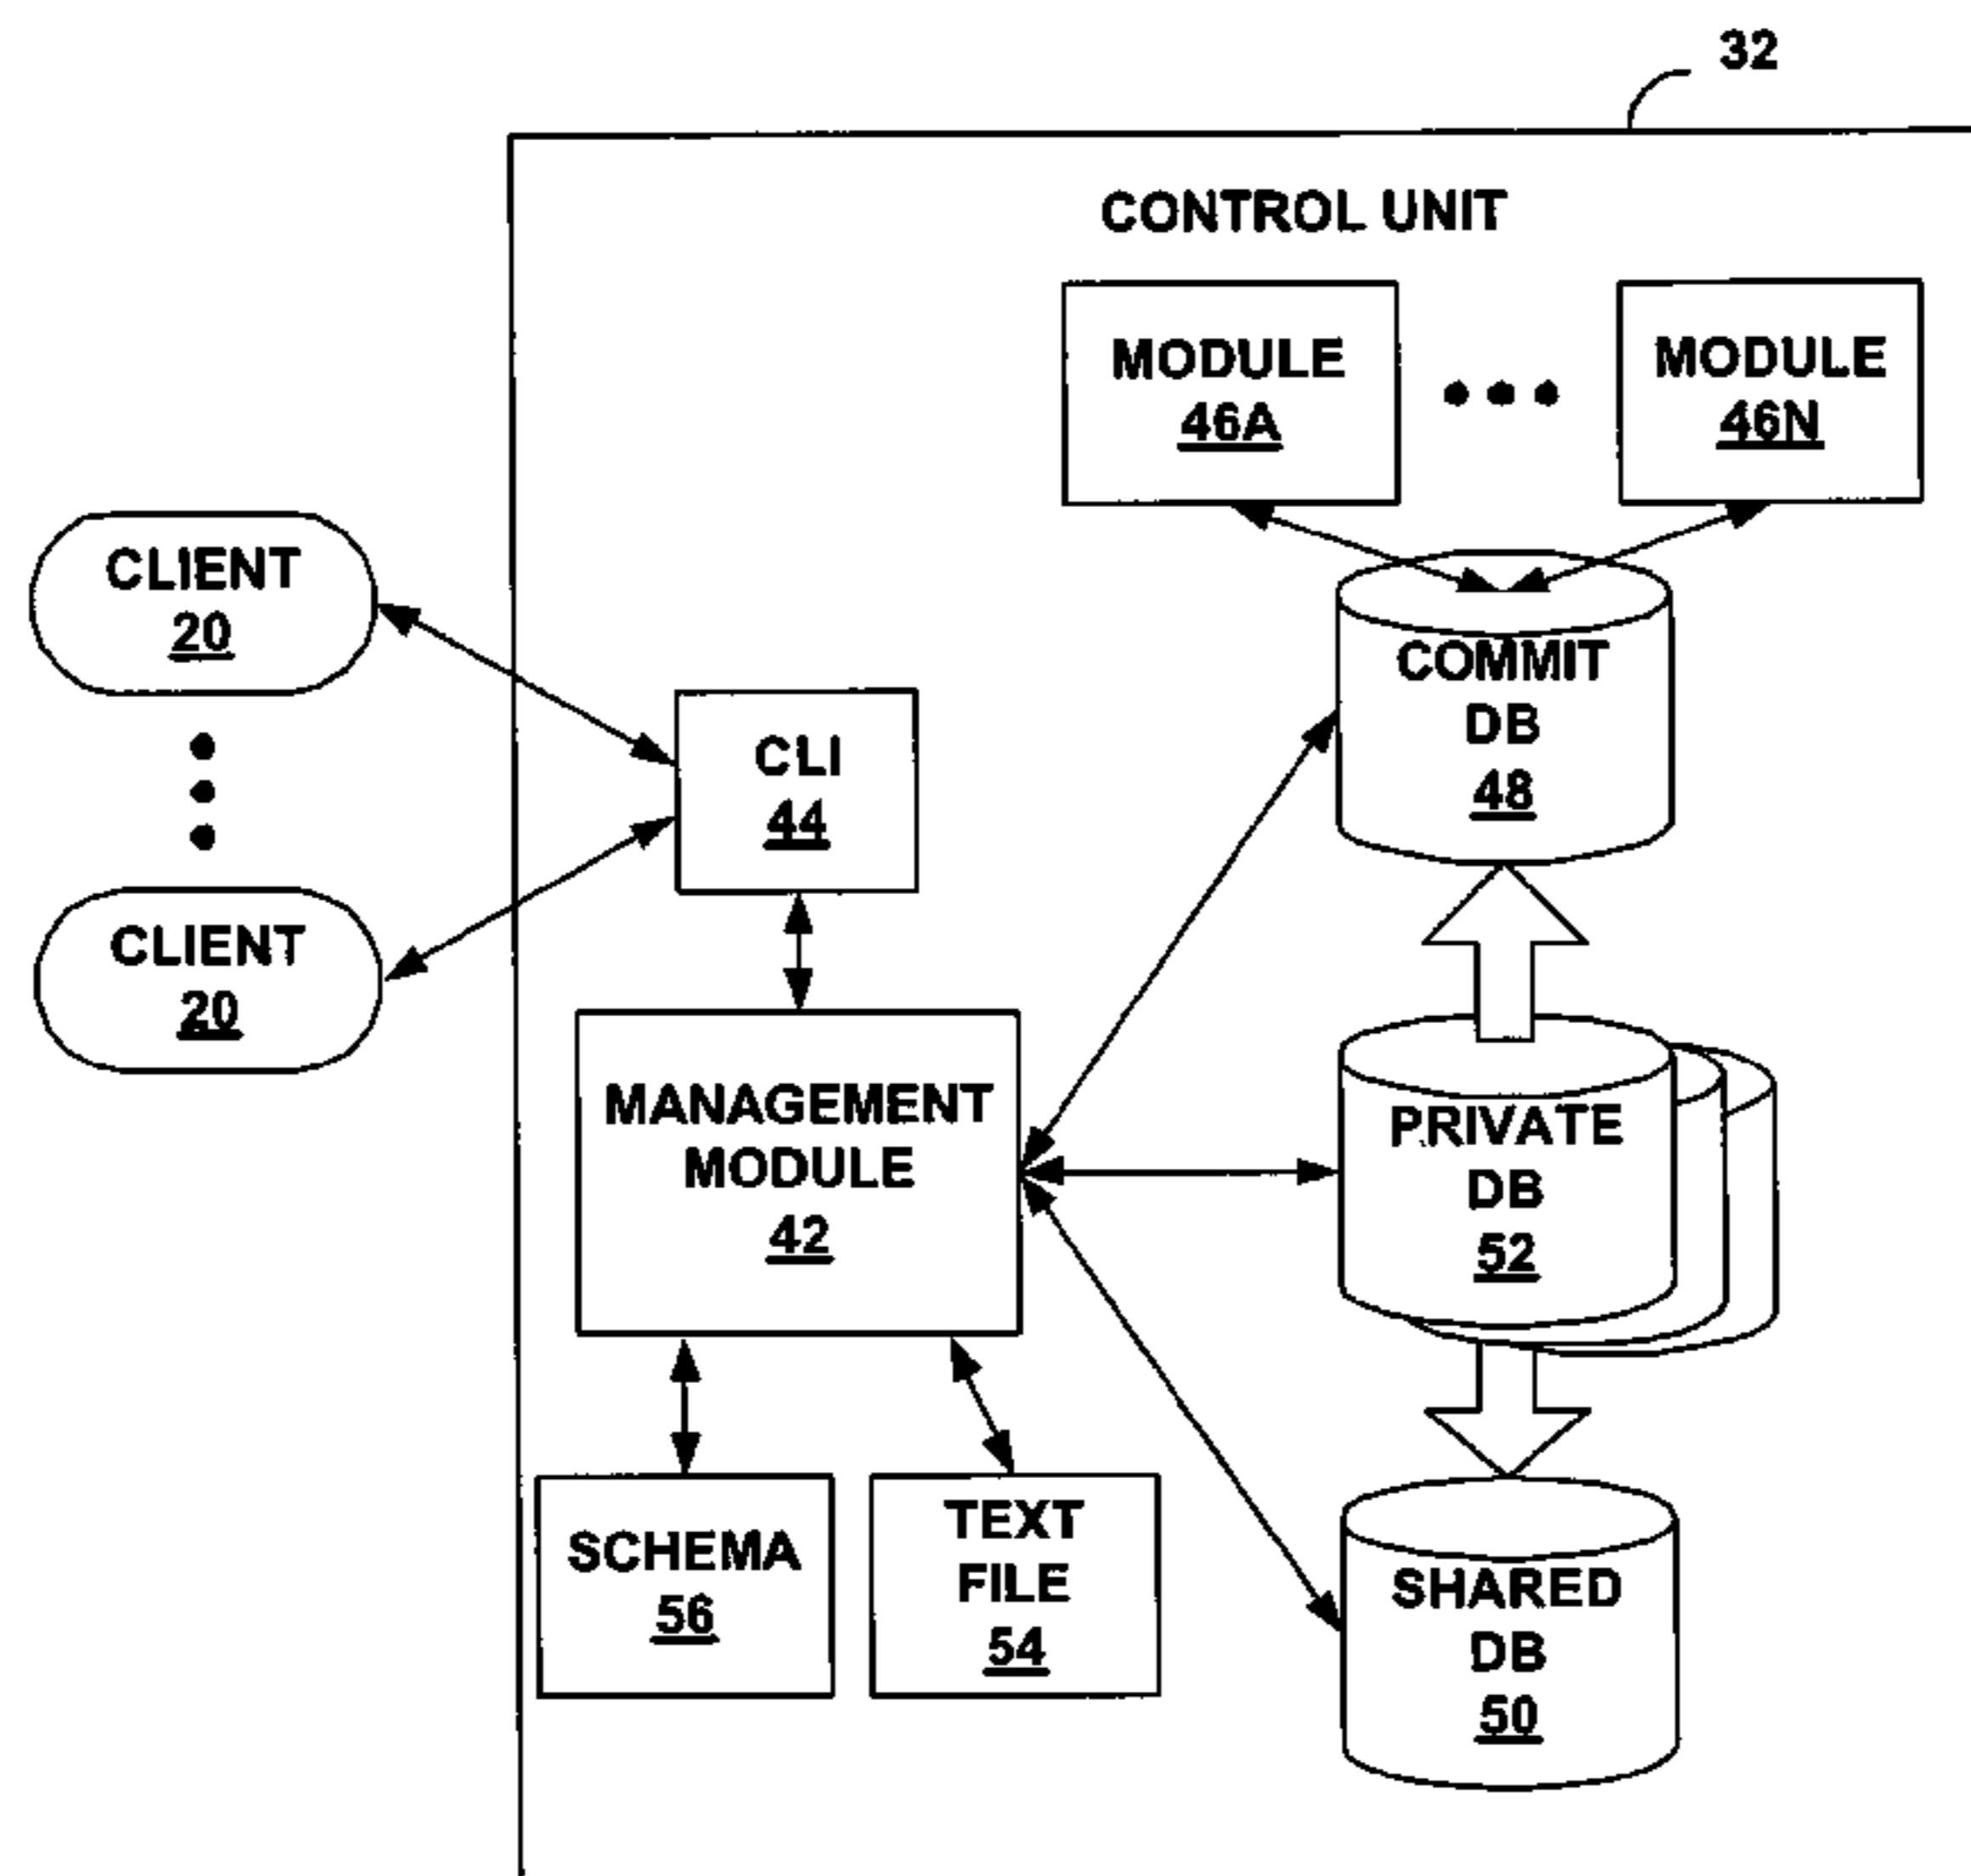 32
CONTROL UNIT
MODULE
46A
MODULE
46N
CLIENT
20
CLIENT
20
CLI
44
COMMIT
DB
48
MANAGEMENT
MODULE
42
PRIVATE
DB
52
SCHEMA
56
TEXT
FILE
54
SHARED
DB
50